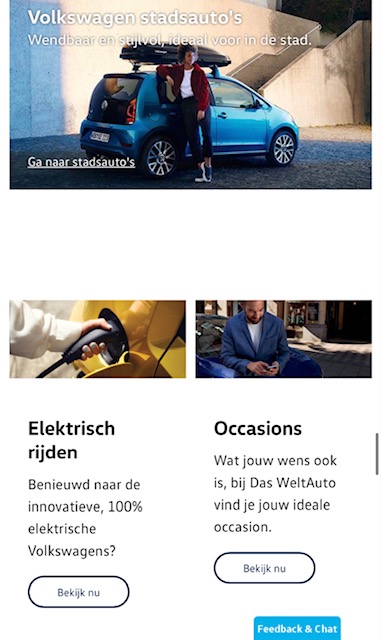 Volkswagen stadsauto's
Wendbaar en stijlvol, ideaal voor in de stad.
Ga naar stadsauto's
Elektrisch
rijden
Benieuwd naar de
innovatieve, 100%
elektrische
Volkswagens?
Bekijk nu
Occasions
Wat jouw wens ook
is, bij Das WeltAuto
vind je jouw ideale
occasion.
Bekijk nu
Feedback & Chat